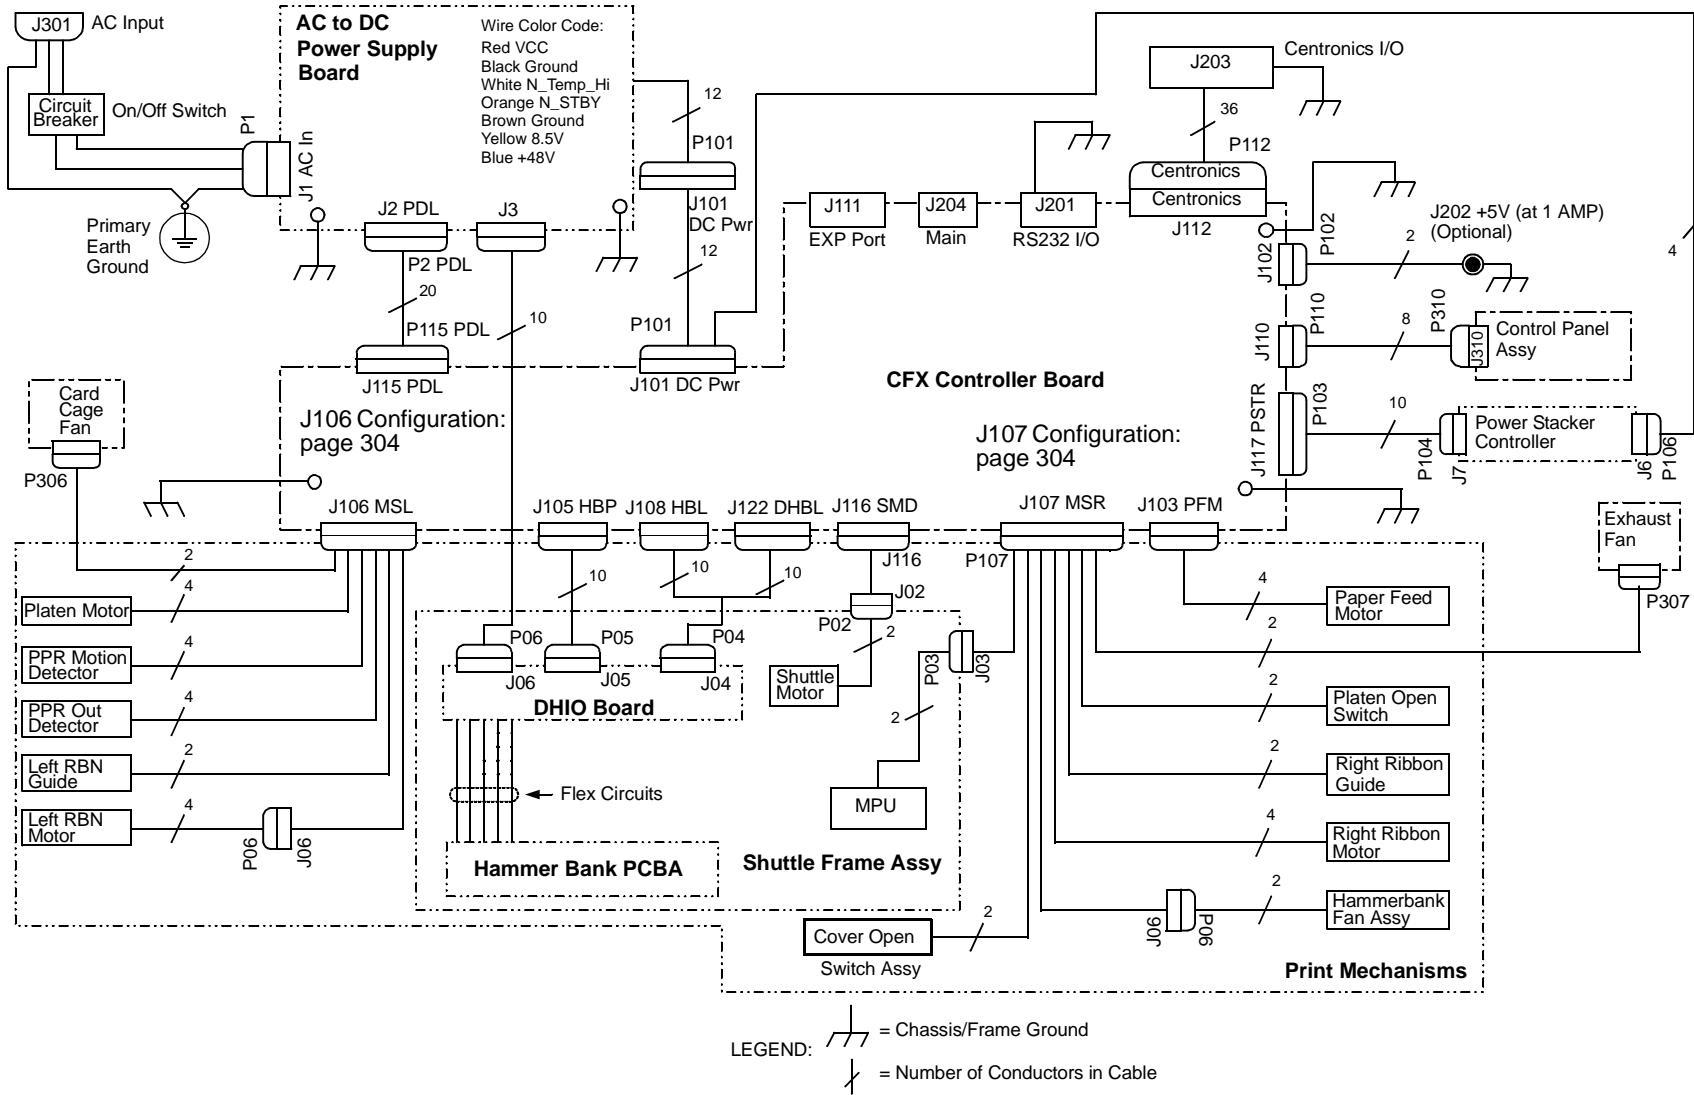 J301
AC Input
Circuit
Breaker
On/Off Switch
P1
J1 AC In
Primary
Earth
Ground
AC to DC
Power Supply
Board
Wire Color Code:
Red VCC
Black Ground
White N_Temp_Hi
Orange N_STBY
Brown Ground
Yellow 8.5V
Blue +48V
J2 PDL
J3
P2 PDL
20
P115 PDL
J115 PDL
10
12
P101
J101
DC Pwr
12
P101
J101 DC Pwr
J203
Centronics I/O
36
P112
Centronics
Centronics
J112
J111
EXP Port
J204
Main
J201
RS232 I/O
J102
P102
2
J202 +5V (at 1 AMP)
(Optional)
4
J110
P110
8
P310
J310
Control Panel
Assy
J117 PSTR
P103
10
P104
J7
Power Stacker
Controller
J6
P106
CFX Controller Board
J106 Configuration:
page 304
J107 Configuration:
page 304
Card
Cage
Fan
P306
J106 MSL
J105 HBP
J108 HBL
J122 DHBL
J116 SMD
J107 MSR
J103 PFM
P107
J116
Exhaust
Fan
P307
2
4
Platen Motor
4
PPR Motion
Detector
4
PPR Out
Detector
2
Left RBN
Guide
4
Left RBN
Motor
P06
J06
10
10
10
P06
P05
P04
J06
J05
J04
DHIO Board
Flex Circuits
Hammer Bank PCBA
J02
P02
2
Shuttle
Motor
P03
J03
2
MPU
Shuttle Frame Assy
4
Paper Feed
Motor
2
2
Platen Open
Switch
2
Right Ribbon
Guide
4
Right Ribbon
Motor
2
J06
P06
Hammerbank
Fan Assy
2
Cover Open
Switch Assy
Print Mechanisms
LEGEND:
= Chassis/Frame Ground
= Number of Conductors in Cable